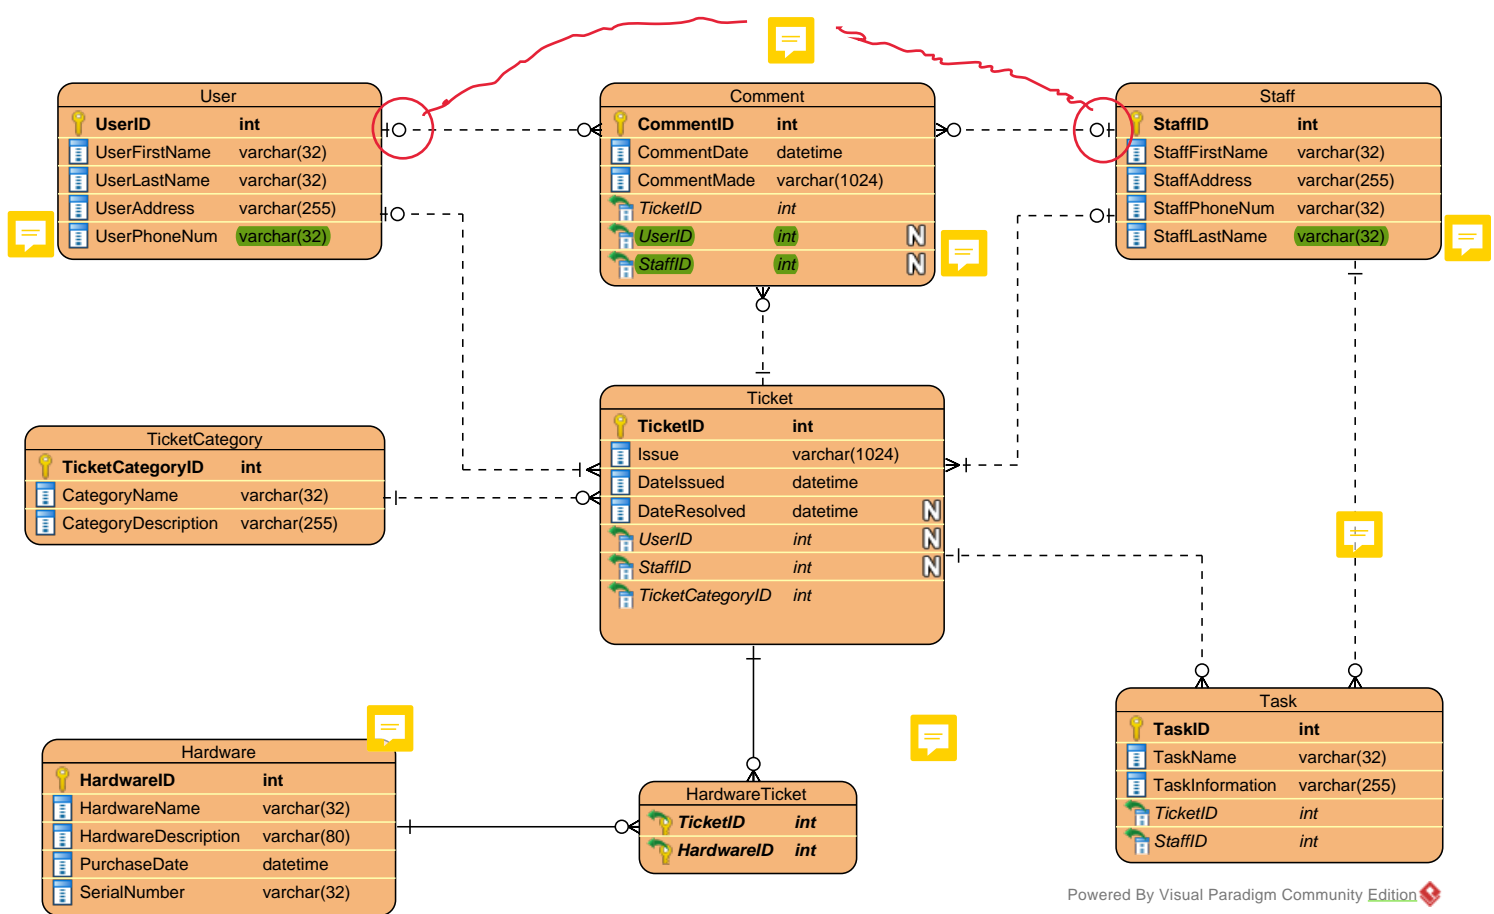 User
UserID int
UserFirstName varchar(32)
UserLastName varchar(32)
UserAddress varchar(255)
UserPhoneNum varchar(32)
Comment
CommentID int
CommentDate datetime
CommentMade varchar(1024)
TicketID int
UserID int N
StaffID int N
Staff
StaffID int
StaffFirstName varchar(32)
StaffAddress varchar(255)
StaffPhoneNum varchar(32)
StaffLastName varchar(32)
TicketCategory
TicketCategoryID int
CategoryName varchar(32)
CategoryDescription varchar(255)
Ticket
TicketID int
Issue varchar(1024)
DateIssued datetime
DateResolved datetime N
UserID int N
StaffID int N
TicketCategoryID int
Hardware
HardwareID int
HardwareName varchar(32)
HardwareDescription varchar(80)
PurchaseDate datetime
SerialNumber varchar(32)
HardwareTicket
TicketID int
HardwareID int
Task
TaskID int
TaskName varchar(32)
TaskInformation varchar(255)
TicketID int
StaffID int
Powered By Visual Paradigm Community Edition